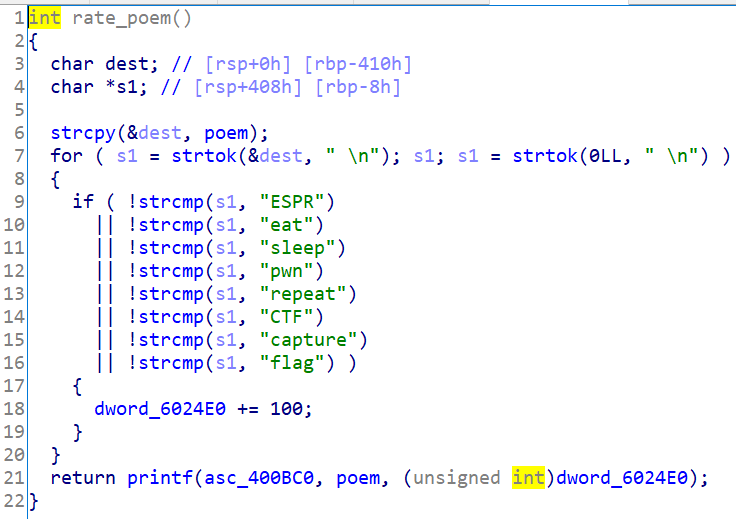 1 int rate_poem()
2 {
3   char dest; // [rsp+0h] [rbp-410h]
4   char *s1; // [rsp+408h] [rbp-8h]
5
6   strcpy(&dest, poem);
7   for ( s1 = strtok(&dest, " \n"); s1; s1 = strtok(0LL, " \n") )
8   {
9     if ( !strcmp(s1, "ESPR")
10       || !strcmp(s1, "eat")
11       || !strcmp(s1, "sleep")
12       || !strcmp(s1, "pwn")
13       || !strcmp(s1, "repeat")
14       || !strcmp(s1, "CTF")
15       || !strcmp(s1, "capture")
16       || !strcmp(s1, "flag") )
17     {
18       dword_6024E0 += 100;
19     }
20   }
21   return printf(asc_400BC0, poem, (unsigned int)dword_6024E0);
22 }